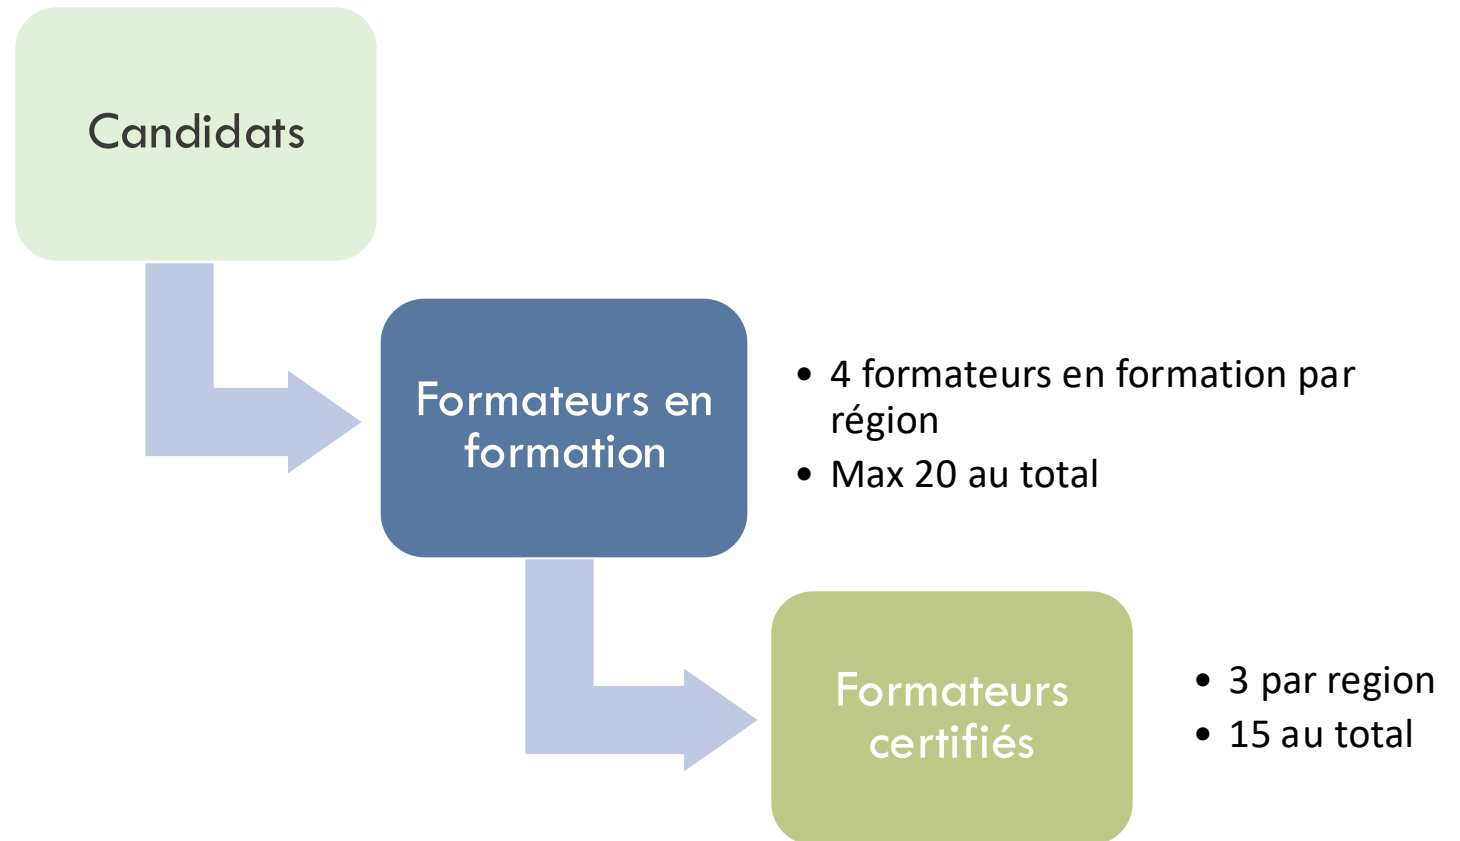 Candidats
Formateurs en
formation
• 4 formateurs en formation par
région
• Max 20 au total
Formateurs
certifiés
• 3 par region
• 15 au total